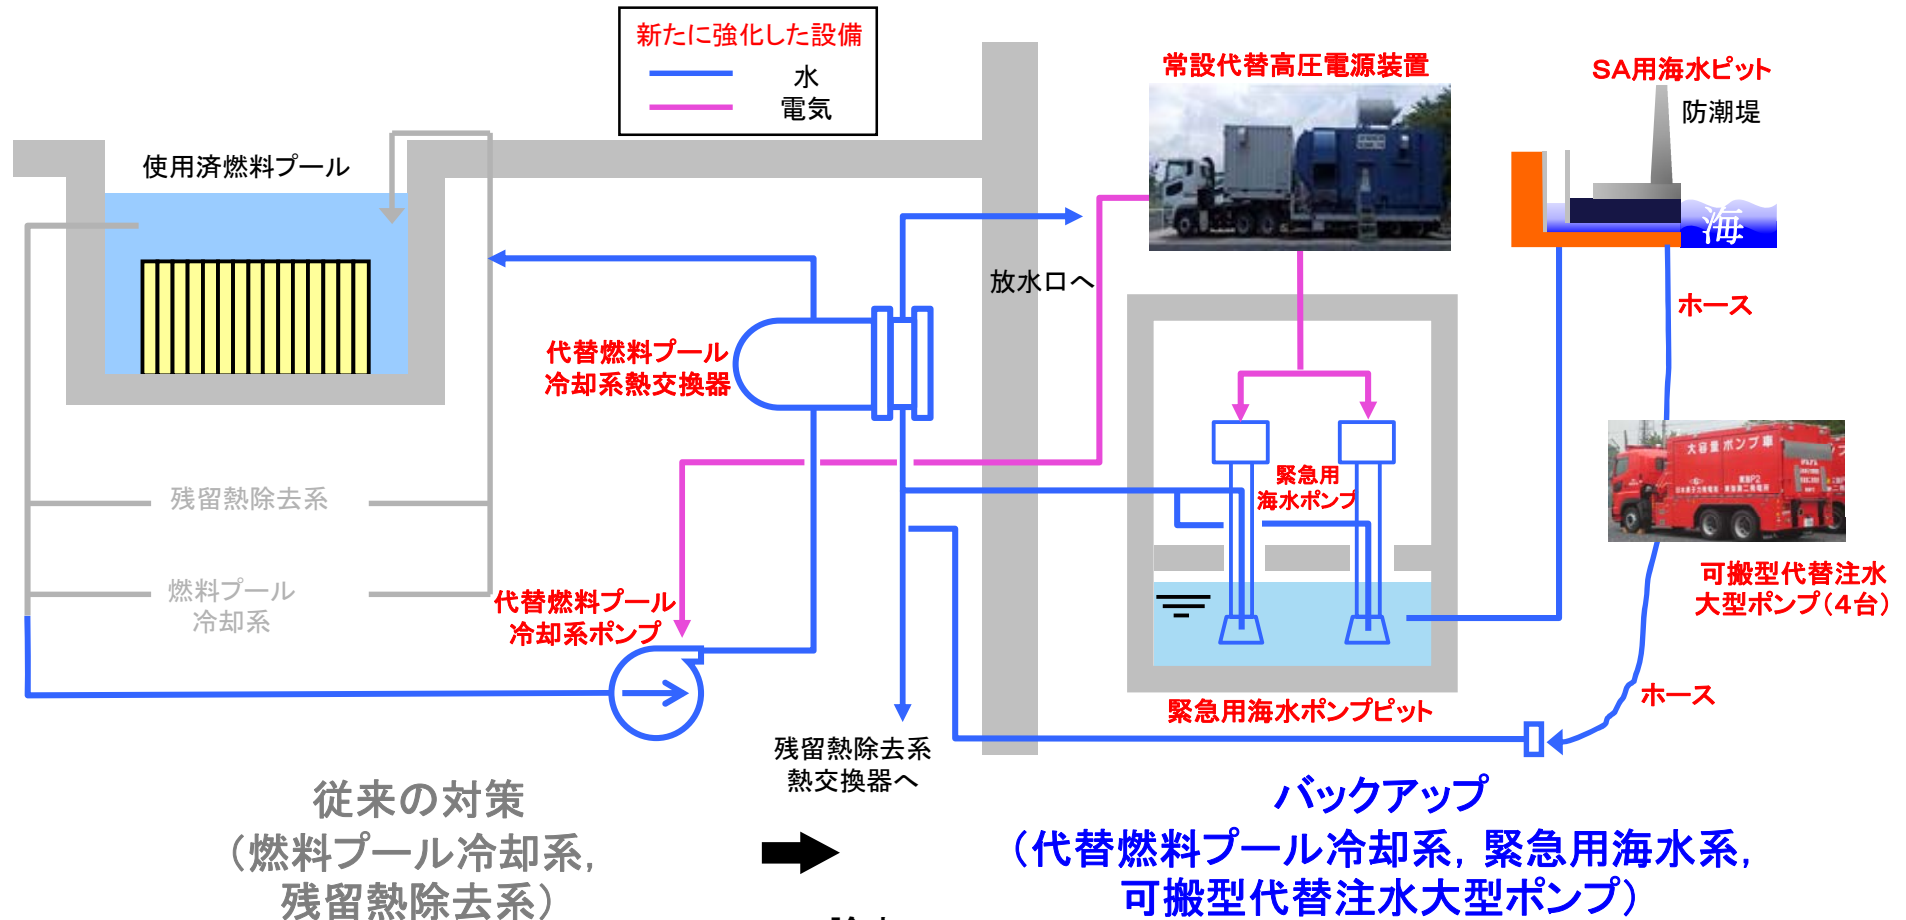 新たに強化した設備
水
電気
常設代替高圧電源装置
SA用海水ピット
防潮堤
使用済燃料プール
海
放水口へ
ホース
代替燃料プール
冷却系熱交換器
大容量ポンプ車
緊急用
海水ポンプ
残留熱除去系
燃料プール
冷却系
代替燃料プール
冷却系ポンプ
可搬型代替注水
大型ポンプ(4台)
ホース
緊急用海水ポンプピット
残留熱除去系
熱交換器へ
従来の対策
(燃料プール冷却系,
残留熱除去系)
バックアップ
(代替燃料プール冷却系, 緊急用海水系,
可搬型代替注水大型ポンプ)